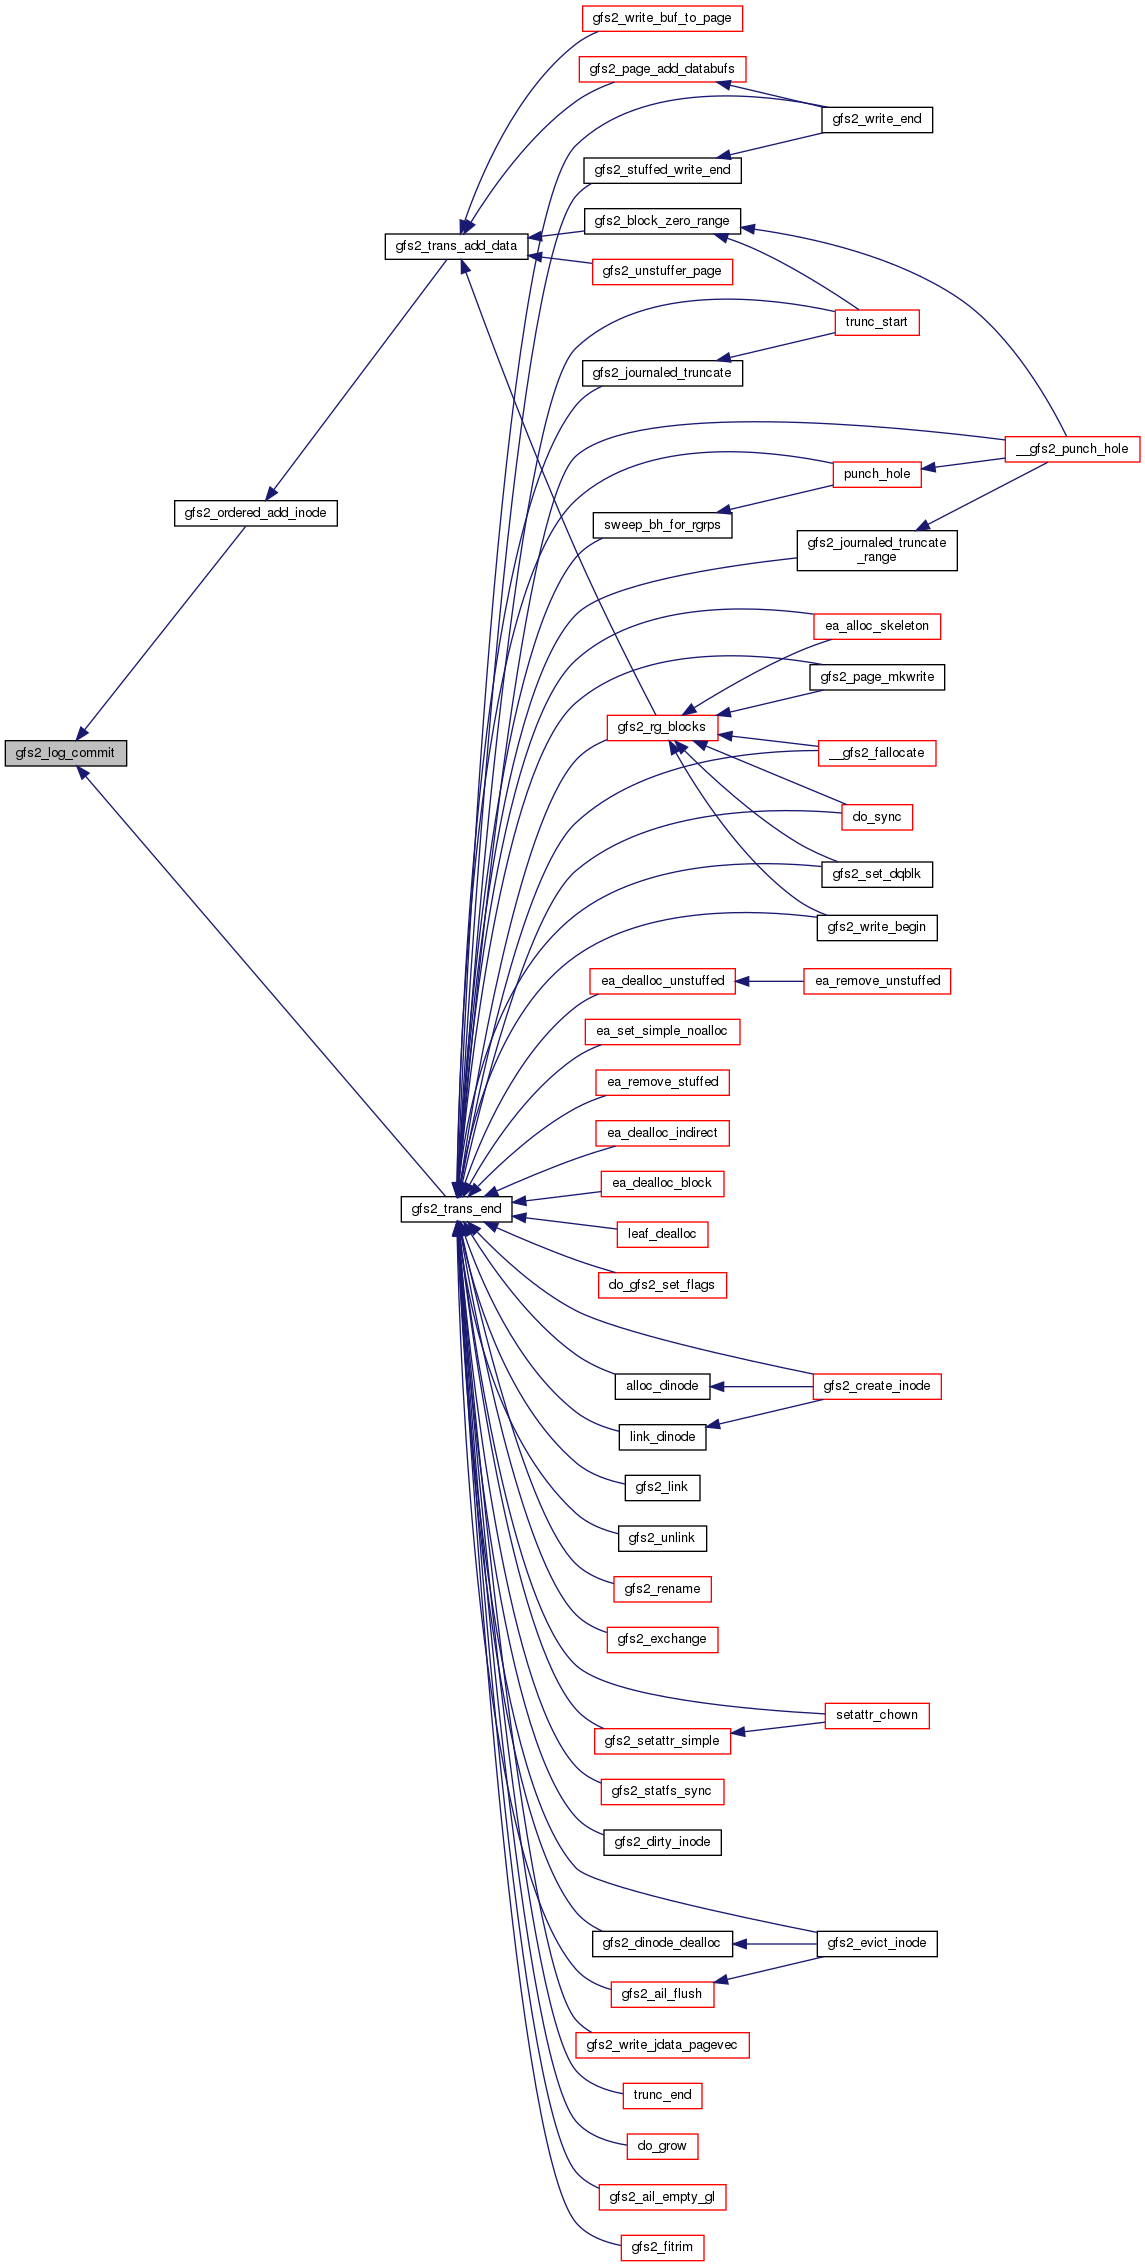 gfs2_write_buf_to_page
gfs2_page_add_databufs
gfs2_write_end
gfs2_stuffed_write_end
gfs2_block_zero_range
gfs2_trans_add_data
gfs2_unstuffer_page
trunc_start
gfs2_journaled_truncate
__gfs2_punch_hole
punch_hole
gfs2_ordered_add_inode
sweep_bh_for_rgrps
gfs2_journaled_truncate
_range
ea_alloc_skeleton
gfs2_page_mkwrite
gfs2_rg_blocks
gfs2_log_commit
__gfs2_fallocate
do_sync
gfs2_set_dqblk
gfs2_write_begin
ea_dealloc_unstuffed
ea_remove_unstuffed
ea_set_simple_noalloc
ea_remove_stuffed
ea_dealloc_indirect
ea_dealloc_block
gfs2_trans_end
leaf_dealloc
do_gfs2_set_flags
alloc_dinode
gfs2_create_inode
link_dinode
gfs2_link
gfs2_unlink
gfs2_rename
gfs2_exchange
setattr_chown
gfs2_setattr_simple
gfs2_statfs_sync
gfs2_dirty_inode
gfs2_dinode_dealloc
gfs2_evict_inode
gfs2_ail_flush
gfs2_write_jdata_pagevec
trunc_end
do_grow
gfs2_ail_empty_gl
gfs2_fitrim